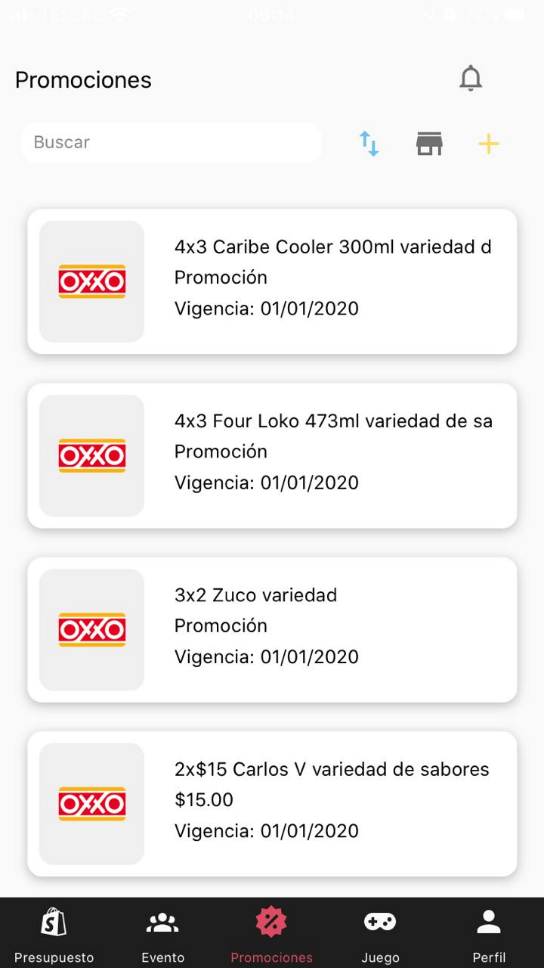 Promociones
Buscar
4x3 Caribe Cooler 300ml variedad d
Promoción
Vigencia: 01/01/2020
OXXO
4x3 Four Loko 473ml variedad de sa
Promoción
Vigencia: 01/01/2020
OXXO
3x2 Zuco variedad
Promoción
Vigencia: 01/01/2020
OXXO
2x$15 Carlos V variedad de sabores
$15.00
Vigencia: 01/01/2020
OXXO
Presupuesto
Evento
Promociones
Juego
Perfil